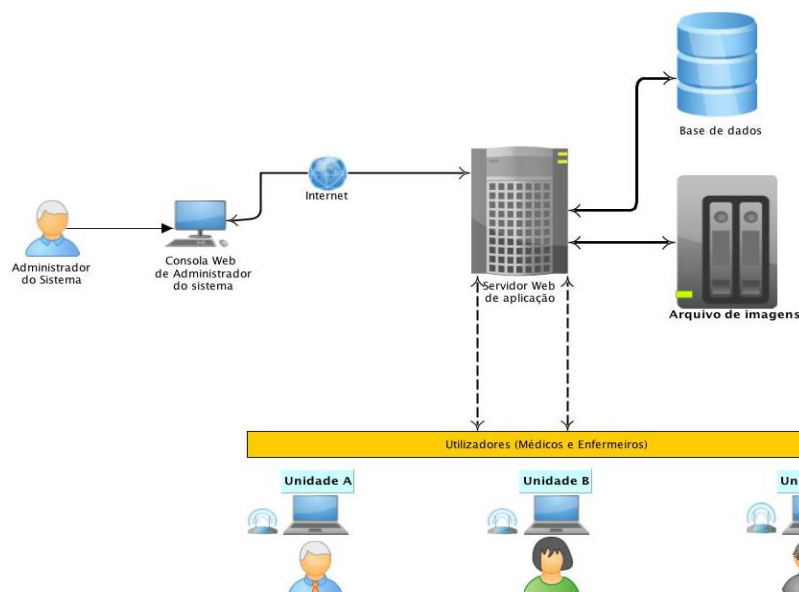 Base de dados
Internet
Administrador
do Sistema
Consola Web
de Administrador
do sistema
Servidor Web
de aplicação
Arquivo de imagens
Utilizadores (Médicos e Enfermeiros)
Unidade A
Unidade B
Un